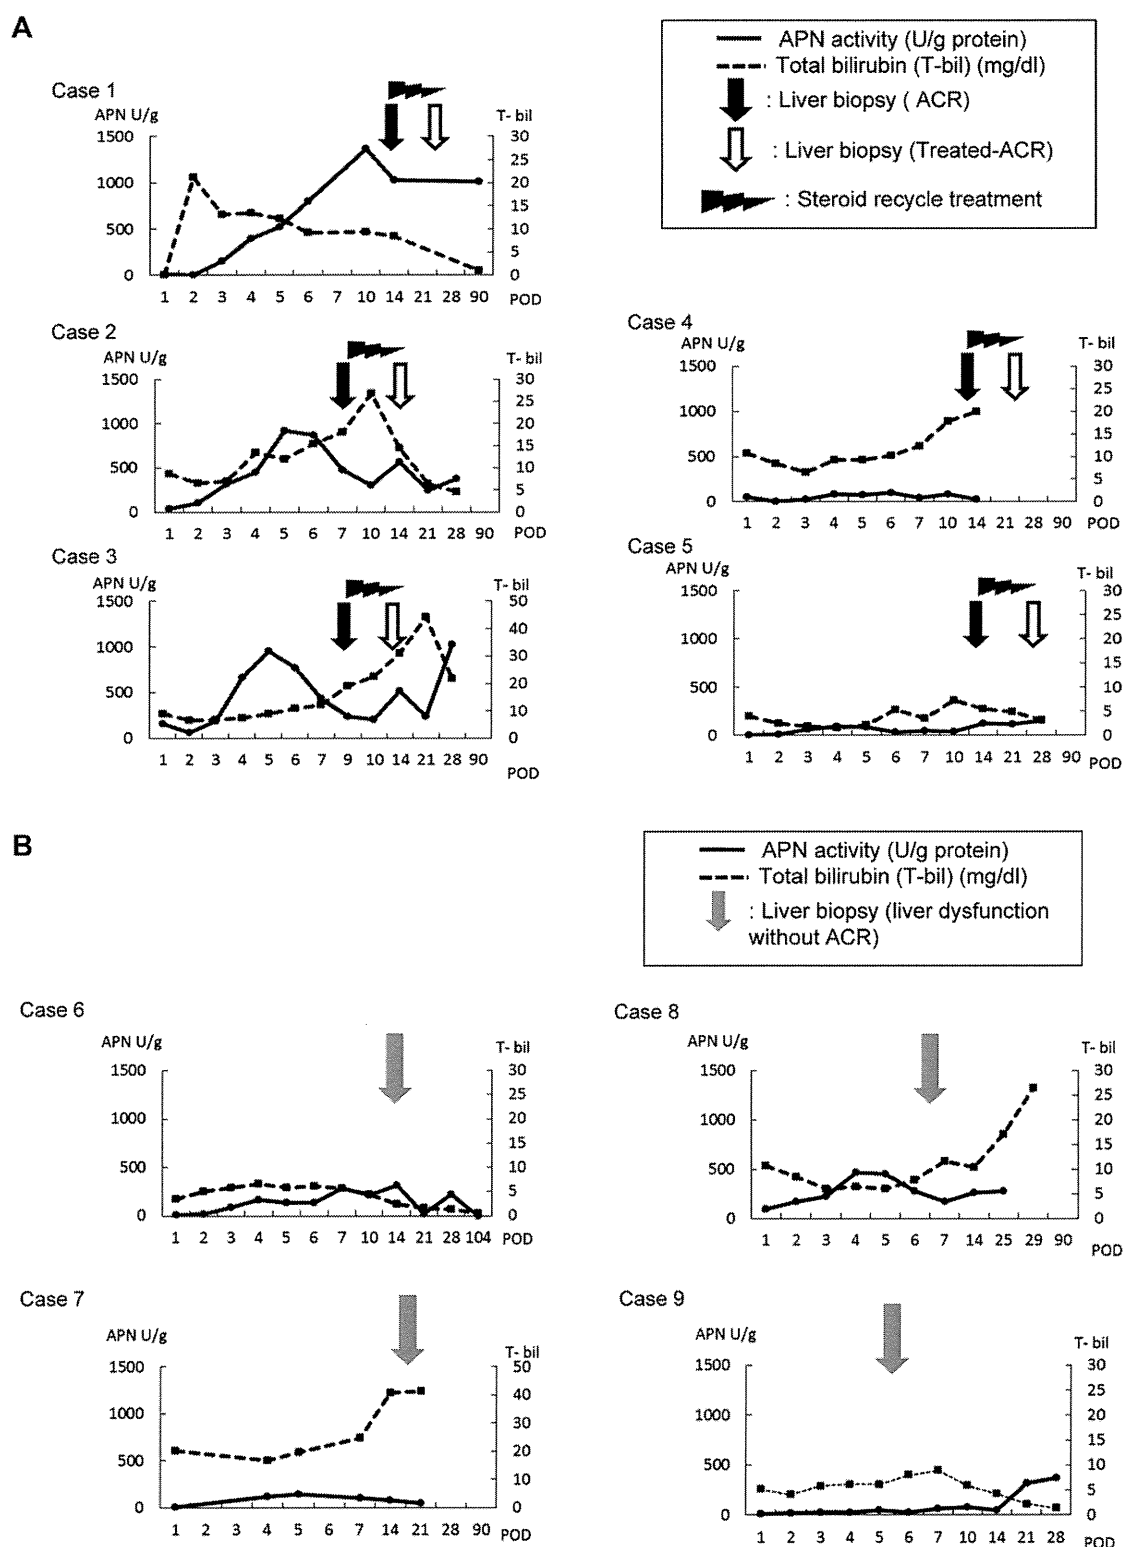 A
APN activity (U/g protein)
Total bilirubin (T-bil) (mg/dl)
: Liver biopsy ( ACR)
: Liver biopsy (Treated-ACR)
: Steroid recycle treatment
Case 1
APN U/g
T- bil
1500
1000
500
0
30
25
20
15
10
5
0
1 2 3 4 5 6 7 10 14 21 28 90 POD
Case 2
APN U/g
T- bil
1500
1000
500
0
30
25
20
15
10
5
0
1 2 3 4 5 6 7 10 14 21 28 90 POD
Case 3
APN U/g
T- bil
1500
1000
500
0
50
40
30
20
10
0
1 2 3 4 5 6 7 9 10 14 21 28 90 POD
Case 4
APN U/g
T- bil
1500
1000
500
0
30
25
20
15
10
5
0
1 2 3 4 5 6 7 10 14 21 28 90 POD
Case 5
APN U/g
T- bil
1500
1000
500
0
30
25
20
15
10
5
0
1 2 3 4 5 6 7 10 14 21 28 90 POD
B
APN activity (U/g protein)
Total bilirubin (T-bil) (mg/dl)
: Liver biopsy (liver dysfunction
without ACR)
Case 6
APN U/g
T- bil
1500
1000
500
0
30
25
20
15
10
5
0
1 2 3 4 5 6 7 10 14 21 28 104 POD
Case 7
APN U/g
T- bil
1500
1000
500
0
50
40
30
20
10
0
1 2 3 4 5 6 7 14 21 28 90 POD
Case 8
APN U/g
T- bil
1500
1000
500
0
30
25
20
15
10
5
0
1 2 3 4 5 6 7 14 25 29 90 POD
Case 9
APN U/g
T- bil
1500
1000
500
0
30
25
20
15
10
5
0
1 2 3 4 5 6 7 10 14 21 28 POD